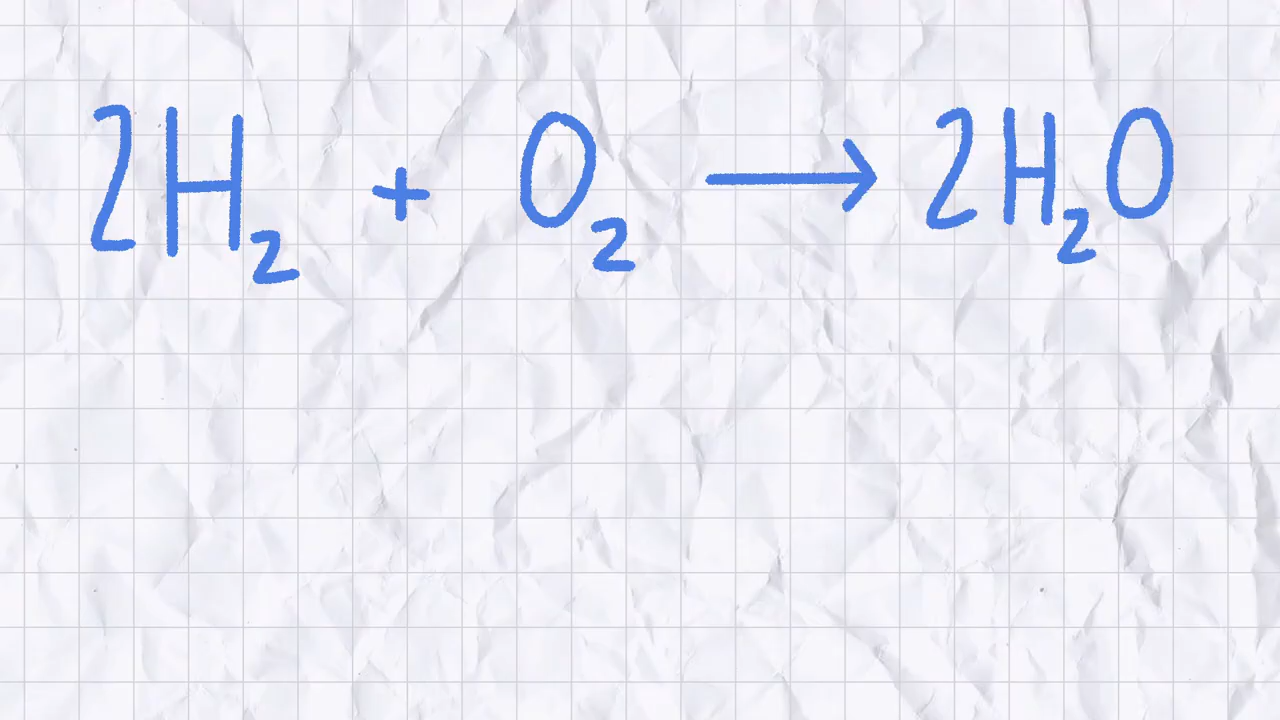 2H₂ + O₂ → 2H₂O